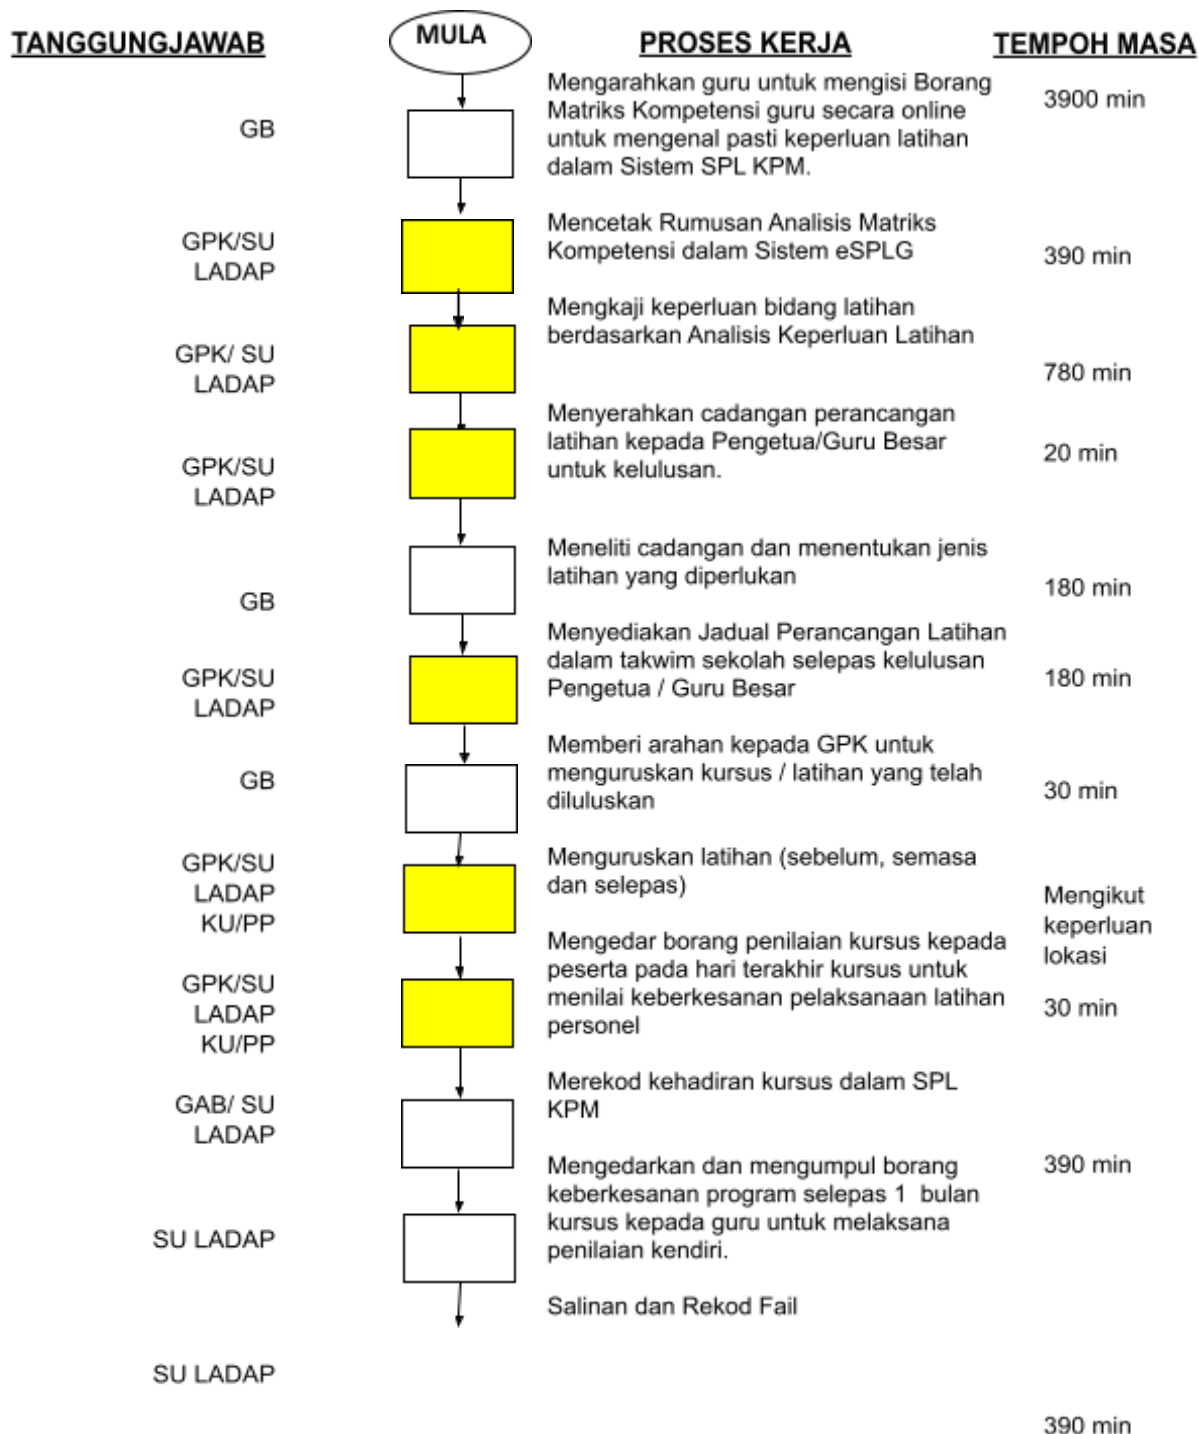 TANGGUNGJAWAB
MULA
PROSES KERJA
TEMPOH MASA
GB
Mengarahkan guru untuk mengisi Borang
Matriks Kompetensi guru secara online
untuk mengenal pasti keperluan latihan
dalam Sistem SPL KPM.
3900 min
GPK/SU
LADAP
Mencetak Rumusan Analisis Matriks
Kompetensi dalam Sistem eSPLG
390 min
GPK/ SU
LADAP
Mengkaji keperluan bidang latihan
berdasarkan Analisis Keperluan Latihan
780 min
GPK/SU
LADAP
Menyerahkan cadangan perancangan
latihan kepada Pengetua/Guru Besar
untuk kelulusan.
20 min
GB
Meneliti cadangan dan menentukan jenis
latihan yang diperlukan
180 min
GPK/SU
LADAP
Menyediakan Jadual Perancangan Latihan
dalam takwim sekolah selepas kelulusan
Pengetua / Guru Besar
180 min
GB
Memberi arahan kepada GPK untuk
menguruskan kursus / latihan yang telah
diluluskan
30 min
GPK/SU
LADAP
KU/PP
Menguruskan latihan (sebelum, semasa
dan selepas)
Mengikut
keperluan
lokasi
GPK/SU
LADAP
KU/PP
Mengedar borang penilaian kursus kepada
peserta pada hari terakhir kursus untuk
menilai keberkesanan pelaksanaan latihan
personel
30 min
GAB/ SU
LADAP
Merekod kehadiran kursus dalam SPL
KPM
390 min
SU LADAP
Mengedarkan dan mengumpul borang
keberkesanan program selepas 1 bulan
kursus kepada guru untuk melaksana
penilaian kendiri.
Salinan dan Rekod Fail
SU LADAP
390 min